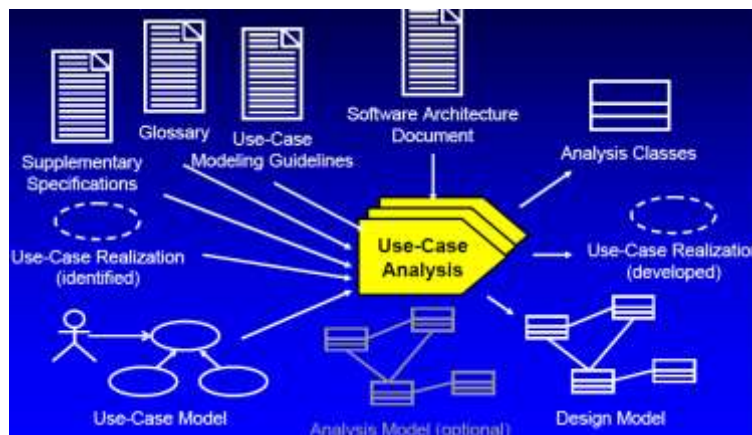 Glossary
Use-Case
Modeling Guidelines
Software Architecture
Document
Supplementary
Specifications
Analysis Classes
Use-Case Realization
(identified)
Use-Case
Analysis
Use-Case Realization
(developed)
Use-Case Model
Analysis Model (optional)
Design Model